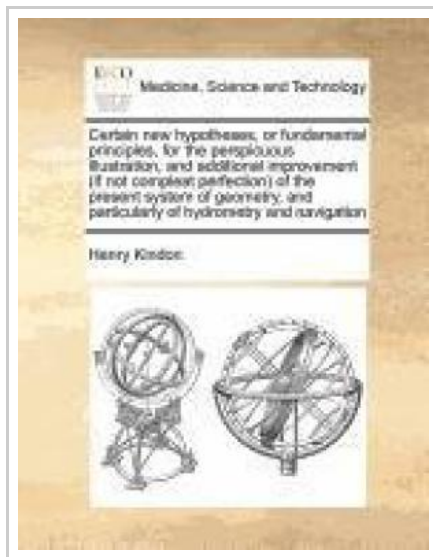 ECCO
Medicine, Science and Technology
Certain new hypotheses, or fundamental
principles, for the perspicuous
illustration, and additional improvement
(if not compleat perfection) of the
present system of geometry, and
particularly of hydrometry and navigation
Henry Kindon